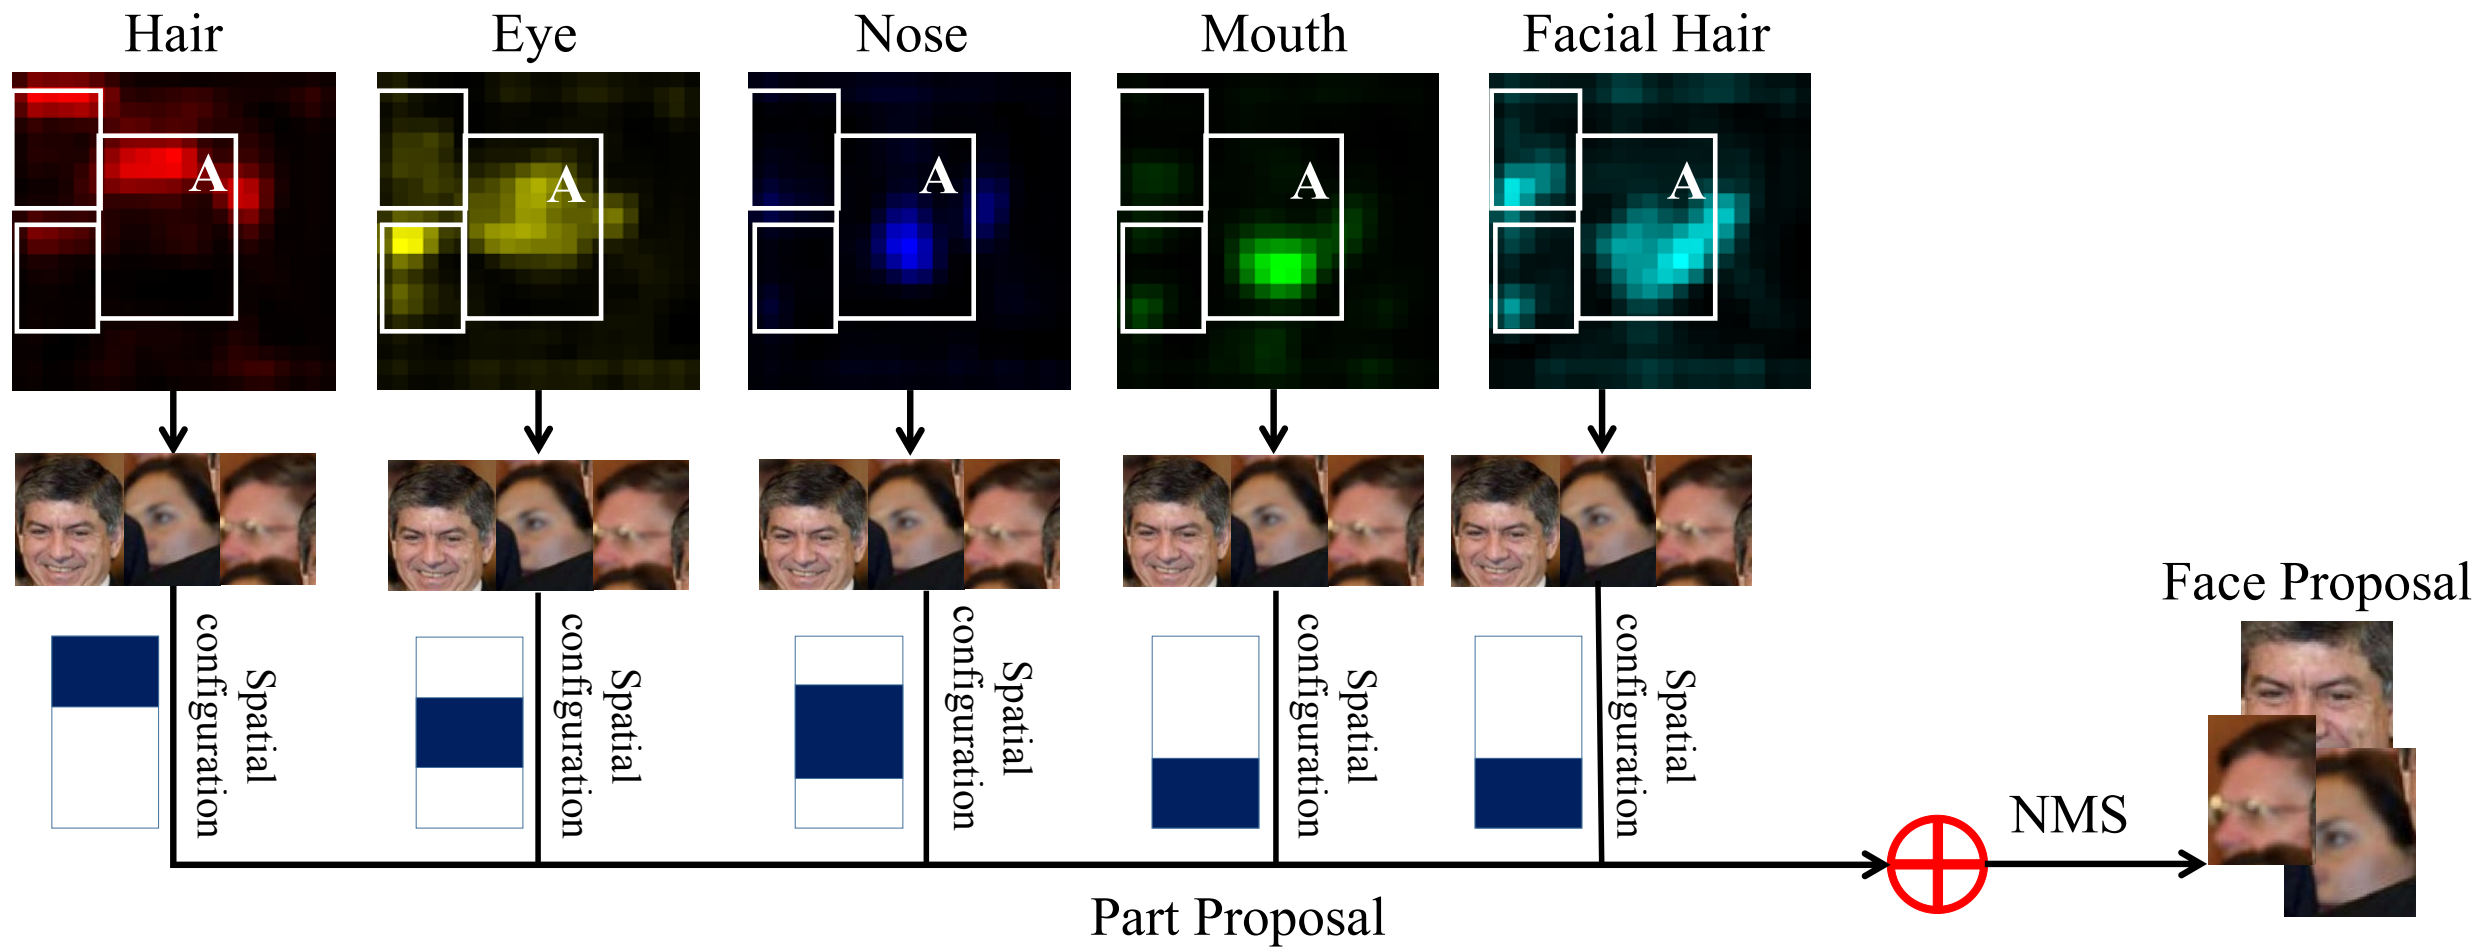 Hair
Eye
Nose
Mouth
Facial Hair
A
A
A
A
A
Spatial
configuration
Spatial
configuration
Spatial
configuration
Spatial
configuration
Spatial
configuration
Face Proposal
NMS
Part Proposal